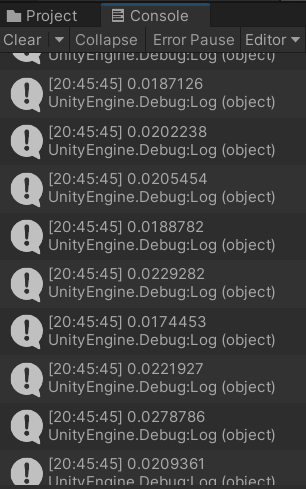 Project
Console
Clear
Collapse
Error Pause
Editor
UnityEngine.Debug:Log (object)
[20:45:45] 0.0187126
UnityEngine.Debug:Log (object)
[20:45:45] 0.0202238
UnityEngine.Debug:Log (object)
[20:45:45] 0.0205454
UnityEngine.Debug:Log (object)
[20:45:45] 0.0188782
UnityEngine.Debug:Log (object)
[20:45:45] 0.0229282
UnityEngine.Debug:Log (object)
[20:45:45] 0.0174453
UnityEngine.Debug:Log (object)
[20:45:45] 0.0221927
UnityEngine.Debug:Log (object)
[20:45:45] 0.0278786
UnityEngine.Debug:Log (object)
[20:45:45] 0.0209361
UnityEngine.Debug:Log (object)